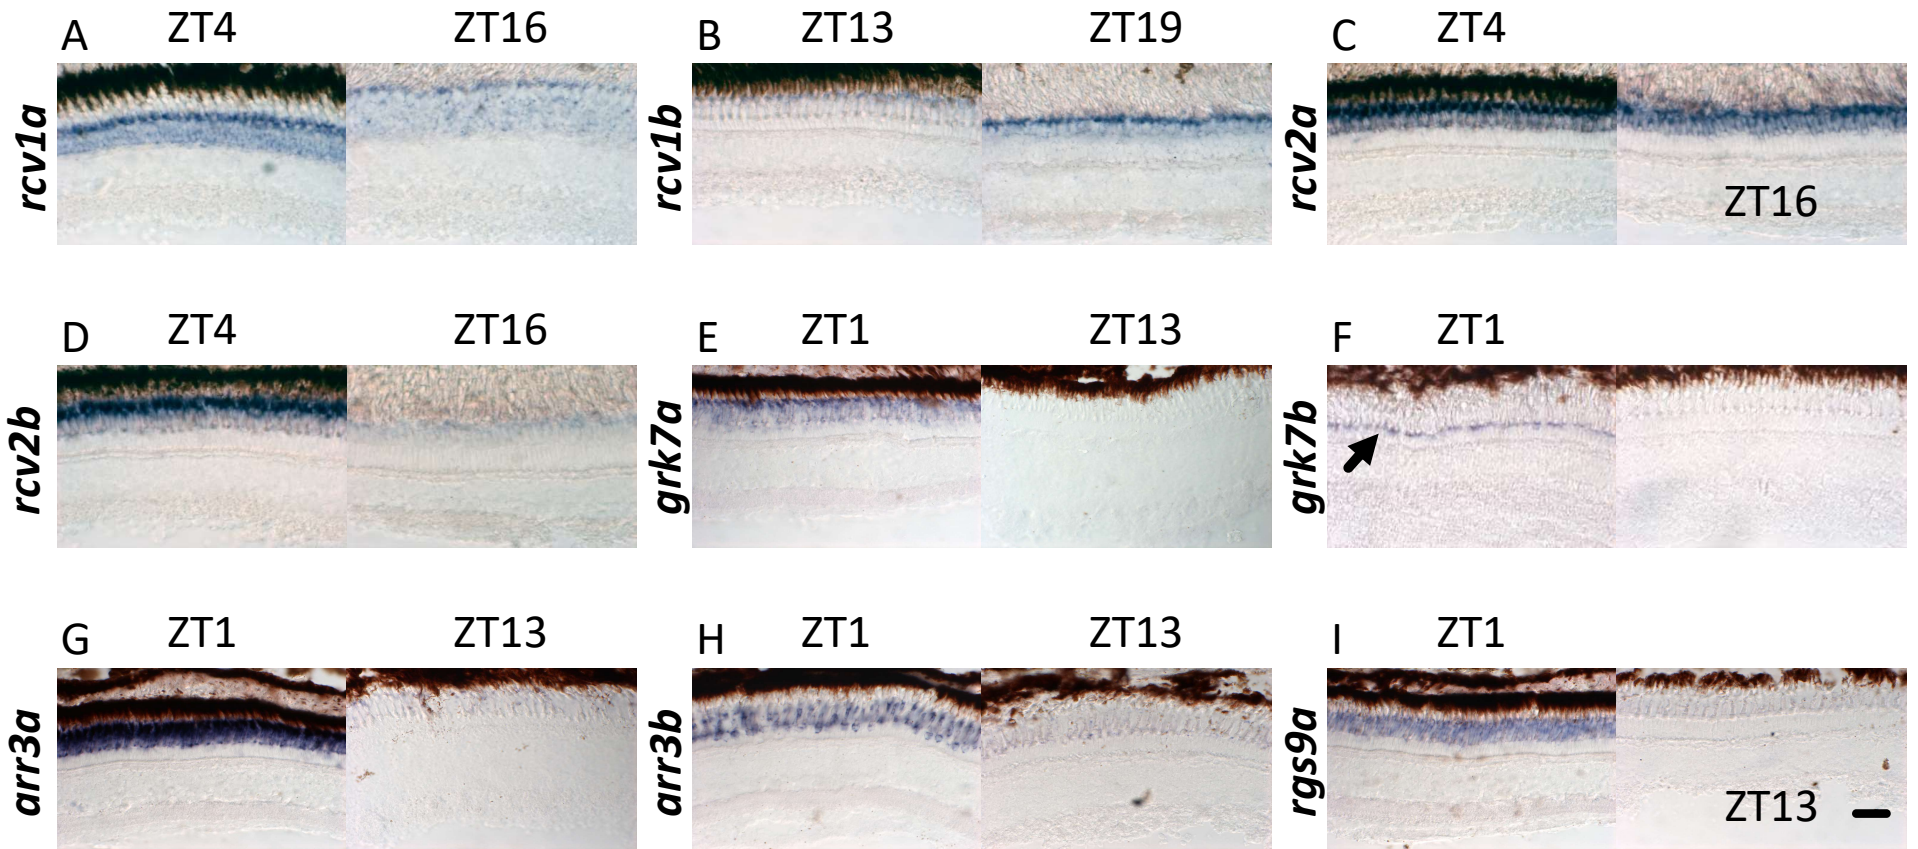 A ZT4 ZT16
rcv1a
B ZT13 ZT19
rcv1b
C ZT4
rcv2a
ZT16
D ZT4 ZT16
rcv2b
E ZT1 ZT13
grk7a
F ZT1
grk7b
G ZT1 ZT13
arr3a
H ZT1 ZT13
arr3b
I ZT1
rgs9a
ZT13